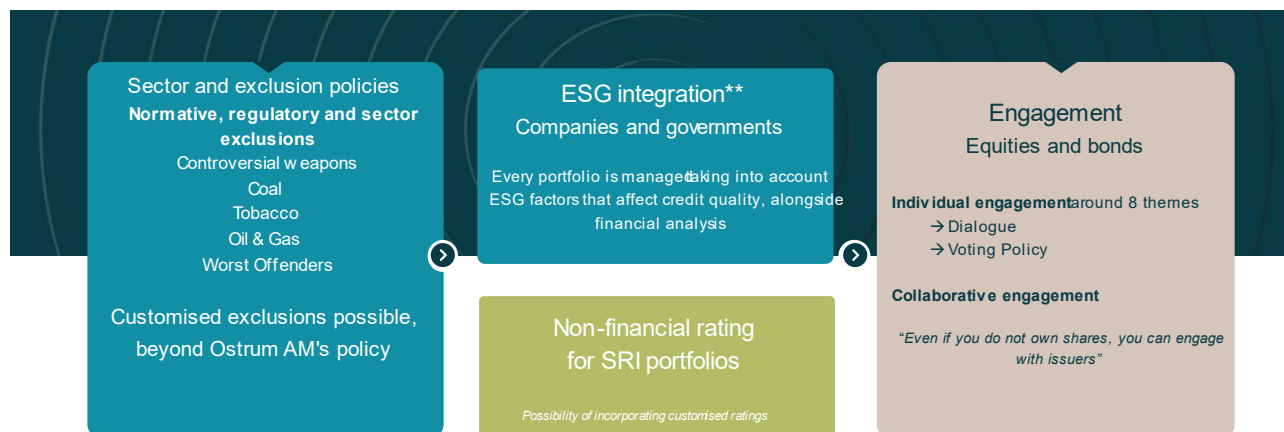 Sector and exclusion policies
Normative, regulatory and sector
exclusions
Controversial weapons
Coal
Tobacco
Oil & Gas
Worst Offenders
Customised exclusions possible,
beyond Ostrum AM's policy
ESG integration**
Companies and governments
Every portfolio is managed taking into account
ESG factors that affect credit quality, alongside
financial analysis
Non-financial rating
for SRI portfolios
Possibility of incorporating customised ratings
Engagement
Equities and bonds
Individual engagement around 8 themes
→ Dialogue
→ Voting Policy
Collaborative engagement
“Even if you do not own shares, you can engage
with issuers”